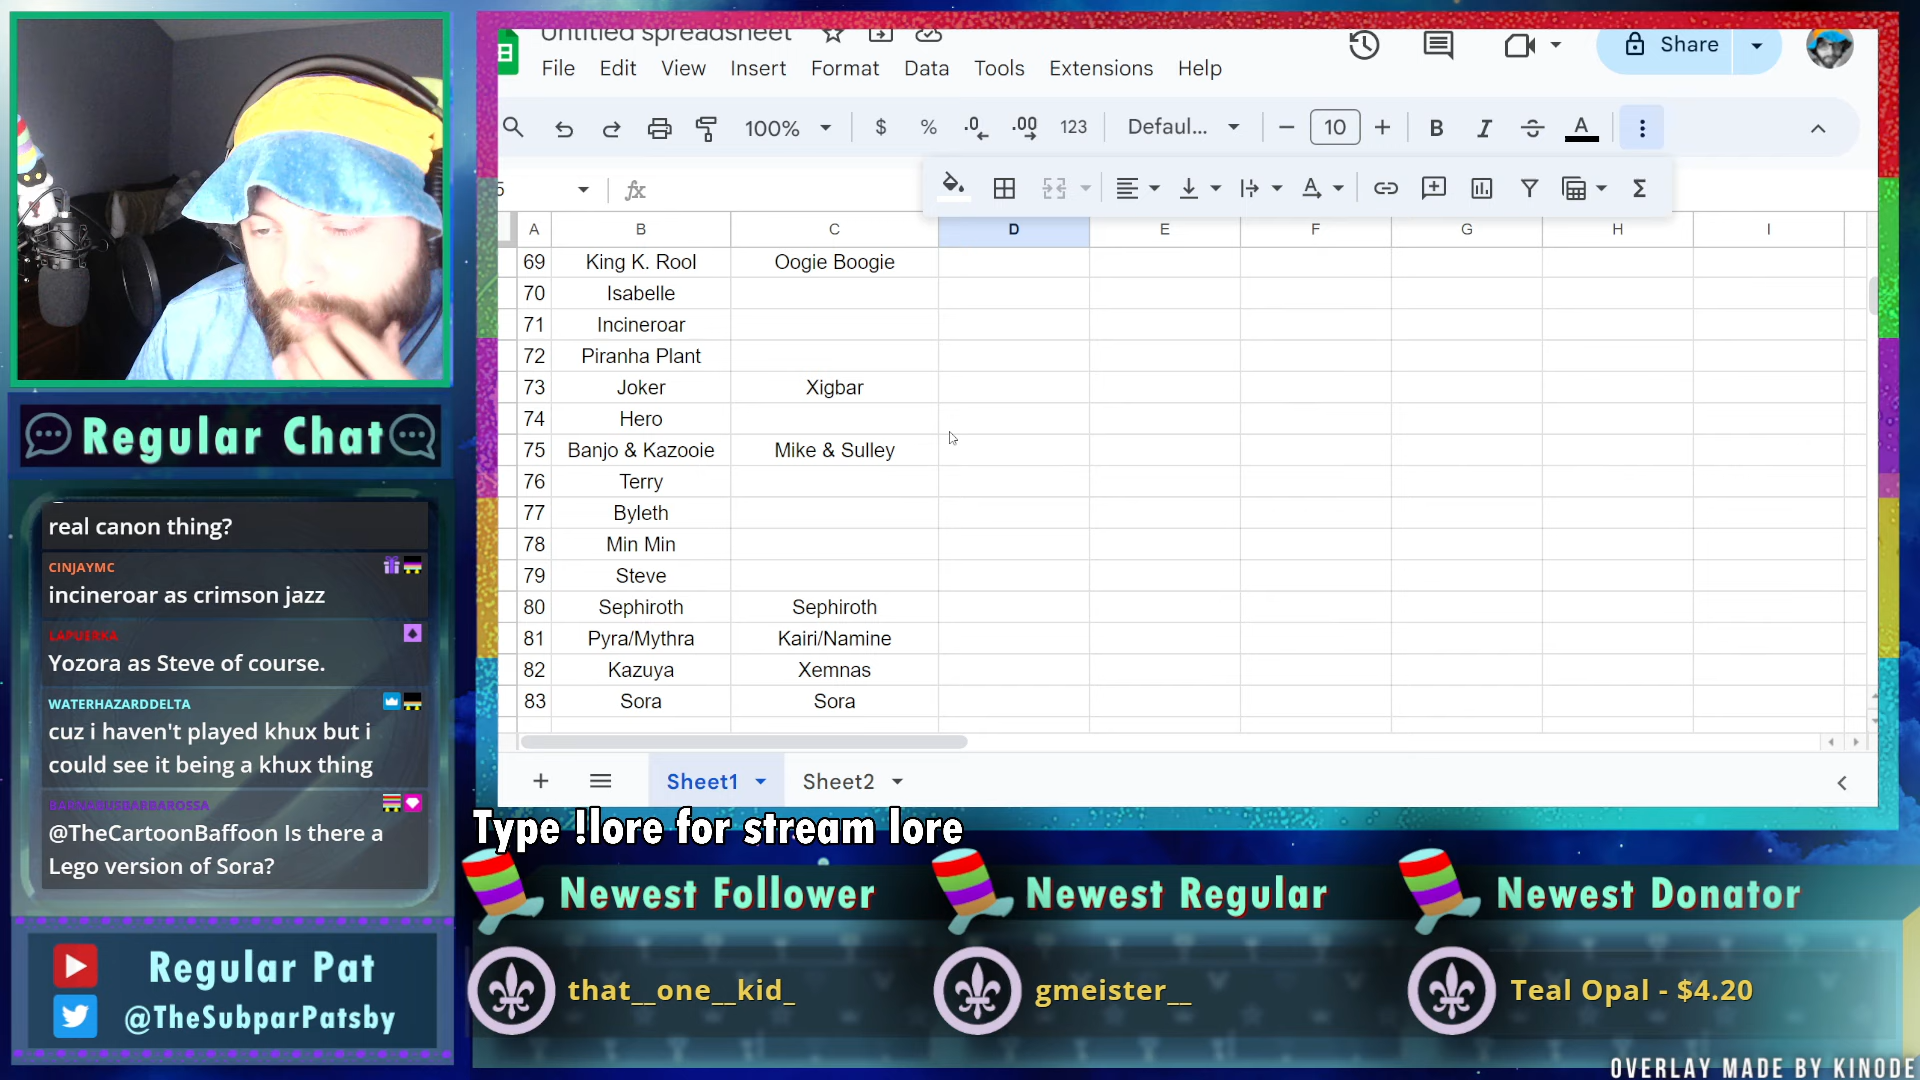 Untitled spreadsheet
File Edit View Insert Format Data Tools Extensions Help
Share
100% $ % .0 .00 123 Defaul... 10 B I A
5 fx
A B C D E F G H I
69 King K. Rool Oogie Boogie
70 Isabelle
71 Incineroar
72 Piranha Plant
73 Joker Xigbar
74 Hero
75 Banjo & Kazooie Mike & Sulley
76 Terry
77 Byleth
78 Min Min
79 Steve
80 Sephiroth Sephiroth
81 Pyra/Mythra Kairi/Namine
82 Kazuya Xemnas
83 Sora Sora
Sheet1 Sheet2
Regular Chat
real canon thing?
CINJAYMC
incineroar as crimson jazz
LAPUERKA
Yozora as Steve of course.
WATERHAZARDDELTA
cuz i haven't played khux but i
could see it being a khux thing
BARNABUSBARBAROSSA
@TheCartoonBaffoon Is there a
Lego version of Sora?
Regular Pat
@TheSubparPatsby
Type !lore for stream lore
Newest Follower
that__one__kid_
Newest Regular
gmeister__
Newest Donator
Teal Opal - $4.20
OVERLAY MADE BY KINODE